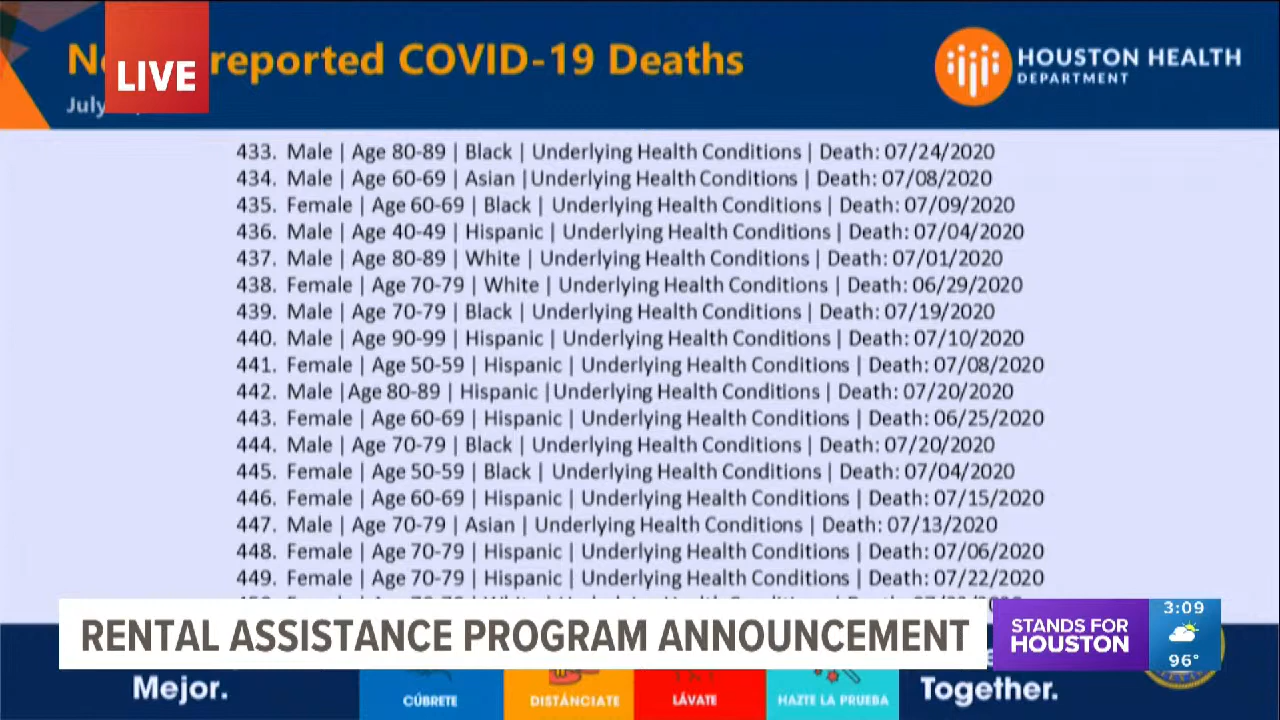 reported COVID-19 Deaths
LIVE
July
HOUSTON HEALTH
DEPARTMENT
433. Male | Age 80-89 | Black | Underlying Health Conditions | Death: 07/24/2020
434. Male | Age 60-69 | Asian |Underlying Health Conditions | Death: 07/08/2020
435. Female | Age 60-69 | Black | Underlying Health Conditions | Death: 07/09/2020
436. Male | Age 40-49 | Hispanic | Underlying Health Conditions | Death: 07/04/2020
437. Male | Age 80-89 | White | Underlying Health Conditions | Death: 07/01/2020
438. Female | Age 70-79 | White | Underlying Health Conditions | Death: 06/29/2020
439. Male | Age 70-79 | Black | Underlying Health Conditions | Death: 07/19/2020
440. Male | Age 90-99 | Hispanic | Underlying Health Conditions | Death: 07/10/2020
441. Female | Age 50-59 | Hispanic | Underlying Health Conditions | Death: 07/08/2020
442. Male |Age 80-89 | Hispanic |Underlying Health Conditions | Death: 07/20/2020
443. Female | Age 60-69 | Hispanic | Underlying Health Conditions | Death: 06/25/2020
444. Male | Age 70-79 | Black | Underlying Health Conditions | Death: 07/20/2020
445. Female | Age 50-59 | Black | Underlying Health Conditions | Death: 07/04/2020
446. Female | Age 60-69 | Hispanic | Underlying Health Conditions | Death: 07/15/2020
447. Male | Age 70-79 | Asian | Underlying Health Conditions | Death: 07/13/2020
448. Female | Age 70-79 | Hispanic | Underlying Health Conditions | Death: 07/06/2020
449. Female | Age 70-79 | Hispanic | Underlying Health Conditions | Death: 07/22/2020
RENTAL ASSISTANCE PROGRAM ANNOUNCEMENT
STANDS FOR
HOUSTON
3:09
96°
Mejor.
CÚBRETE
DISTÁNCIATE
LÁVATE
HAZTE LA PRUEBA
Together.